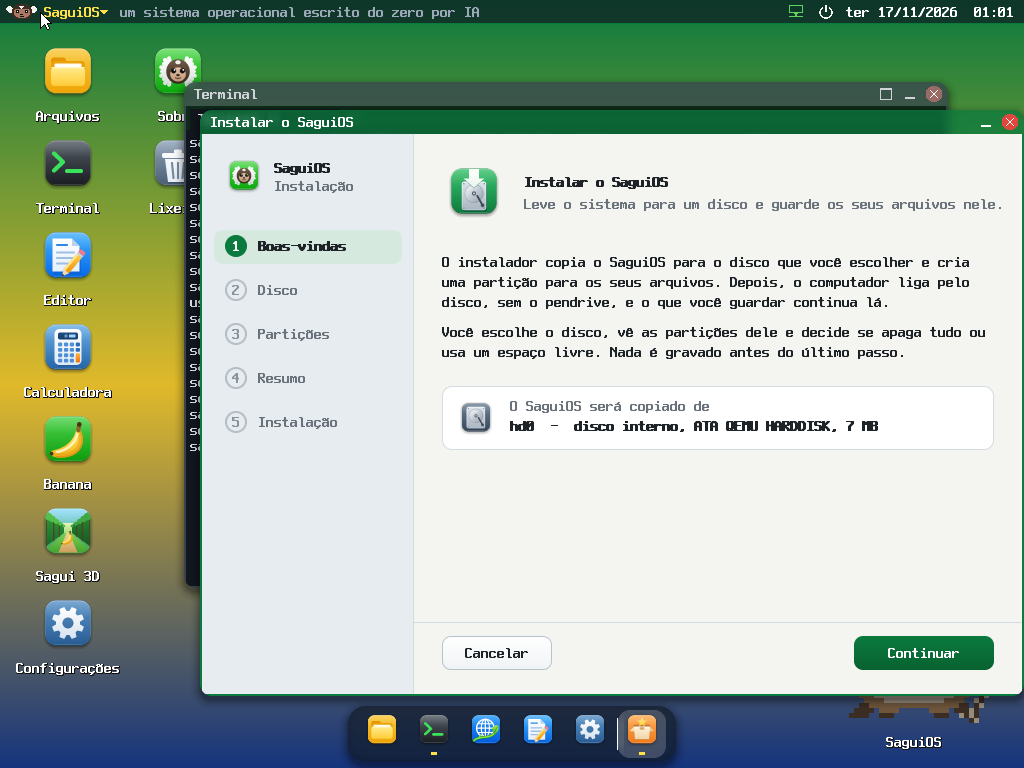 SaguiOS um sistema operacional escrito do zero por IA
ter 17/11/2026 01:01
Arquivos
Terminal
Editor
Calculadora
Banana
Sagui 3D
Configurações
Terminal
Instalar o SaguiOS
SaguiOS
Instalação
1 Boas-vindas
2 Disco
3 Partições
4 Resumo
5 Instalação
Instalar o SaguiOS
Leve o sistema para um disco e guarde os seus arquivos nele.
O instalador copia o SaguiOS para o disco que você escolher e cria
uma partição para os seus arquivos. Depois, o computador liga pelo
disco, sem o pendrive, e o que você guardar continua lá.
Você escolhe o disco, vê as partições dele e decide se apaga tudo ou
usa um espaço livre. Nada é gravado antes do último passo.
O SaguiOS será copiado de
hd0 - disco interno, ATA QEMU HARDDISK, 7 MB
Cancelar
Continuar
SaguiOS